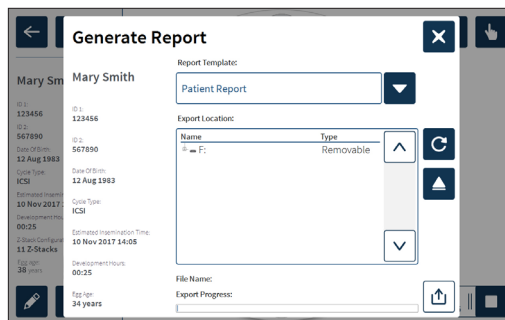 Generate Report
Mary Smith
ID 1:
123456
ID 2:
567890
Date Of Birth:
12 Aug 1983
Cycle Type:
ICSI
Estimated Insemination Time:
10 Nov 2017 14:05
Development Hours:
00:25
Egg Age:
34 years
Report Template:
Patient Report
Export Location:
Name Type
F: Removable
File Name:
Export Progress:
Mary Sm
ID 1:
123456
ID 2:
567890
Date Of Birth:
12 Aug 1983
Cycle Type:
ICSI
Estimated Insemin
10 Nov 2017
Development Hou
00:25
Z-Stack Configurat
11 Z-Stacks
Egg Age:
38 years